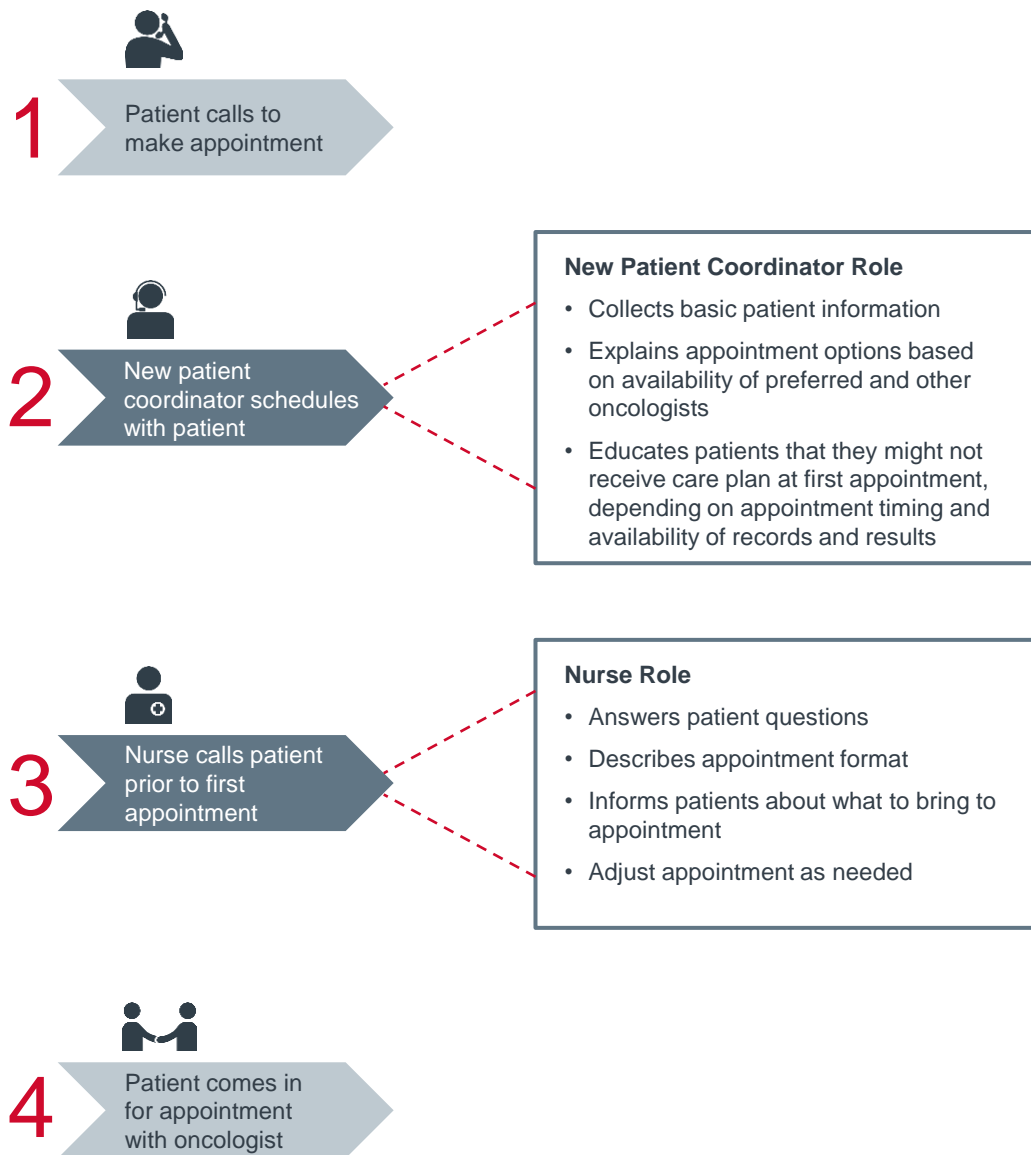 1
Patient calls to
make appointment
2
New patient
coordinator schedules
with patient
New Patient Coordinator Role
• Collects basic patient information
• Explains appointment options based
on availability of preferred and other
oncologists
• Educates patients that they might not
receive care plan at first appointment,
depending on appointment timing and
availability of records and results
3
Nurse calls patient
prior to first
appointment
Nurse Role
• Answers patient questions
• Describes appointment format
• Informs patients about what to bring to
appointment
• Adjust appointment as needed
4
Patient comes in
for appointment
with oncologist